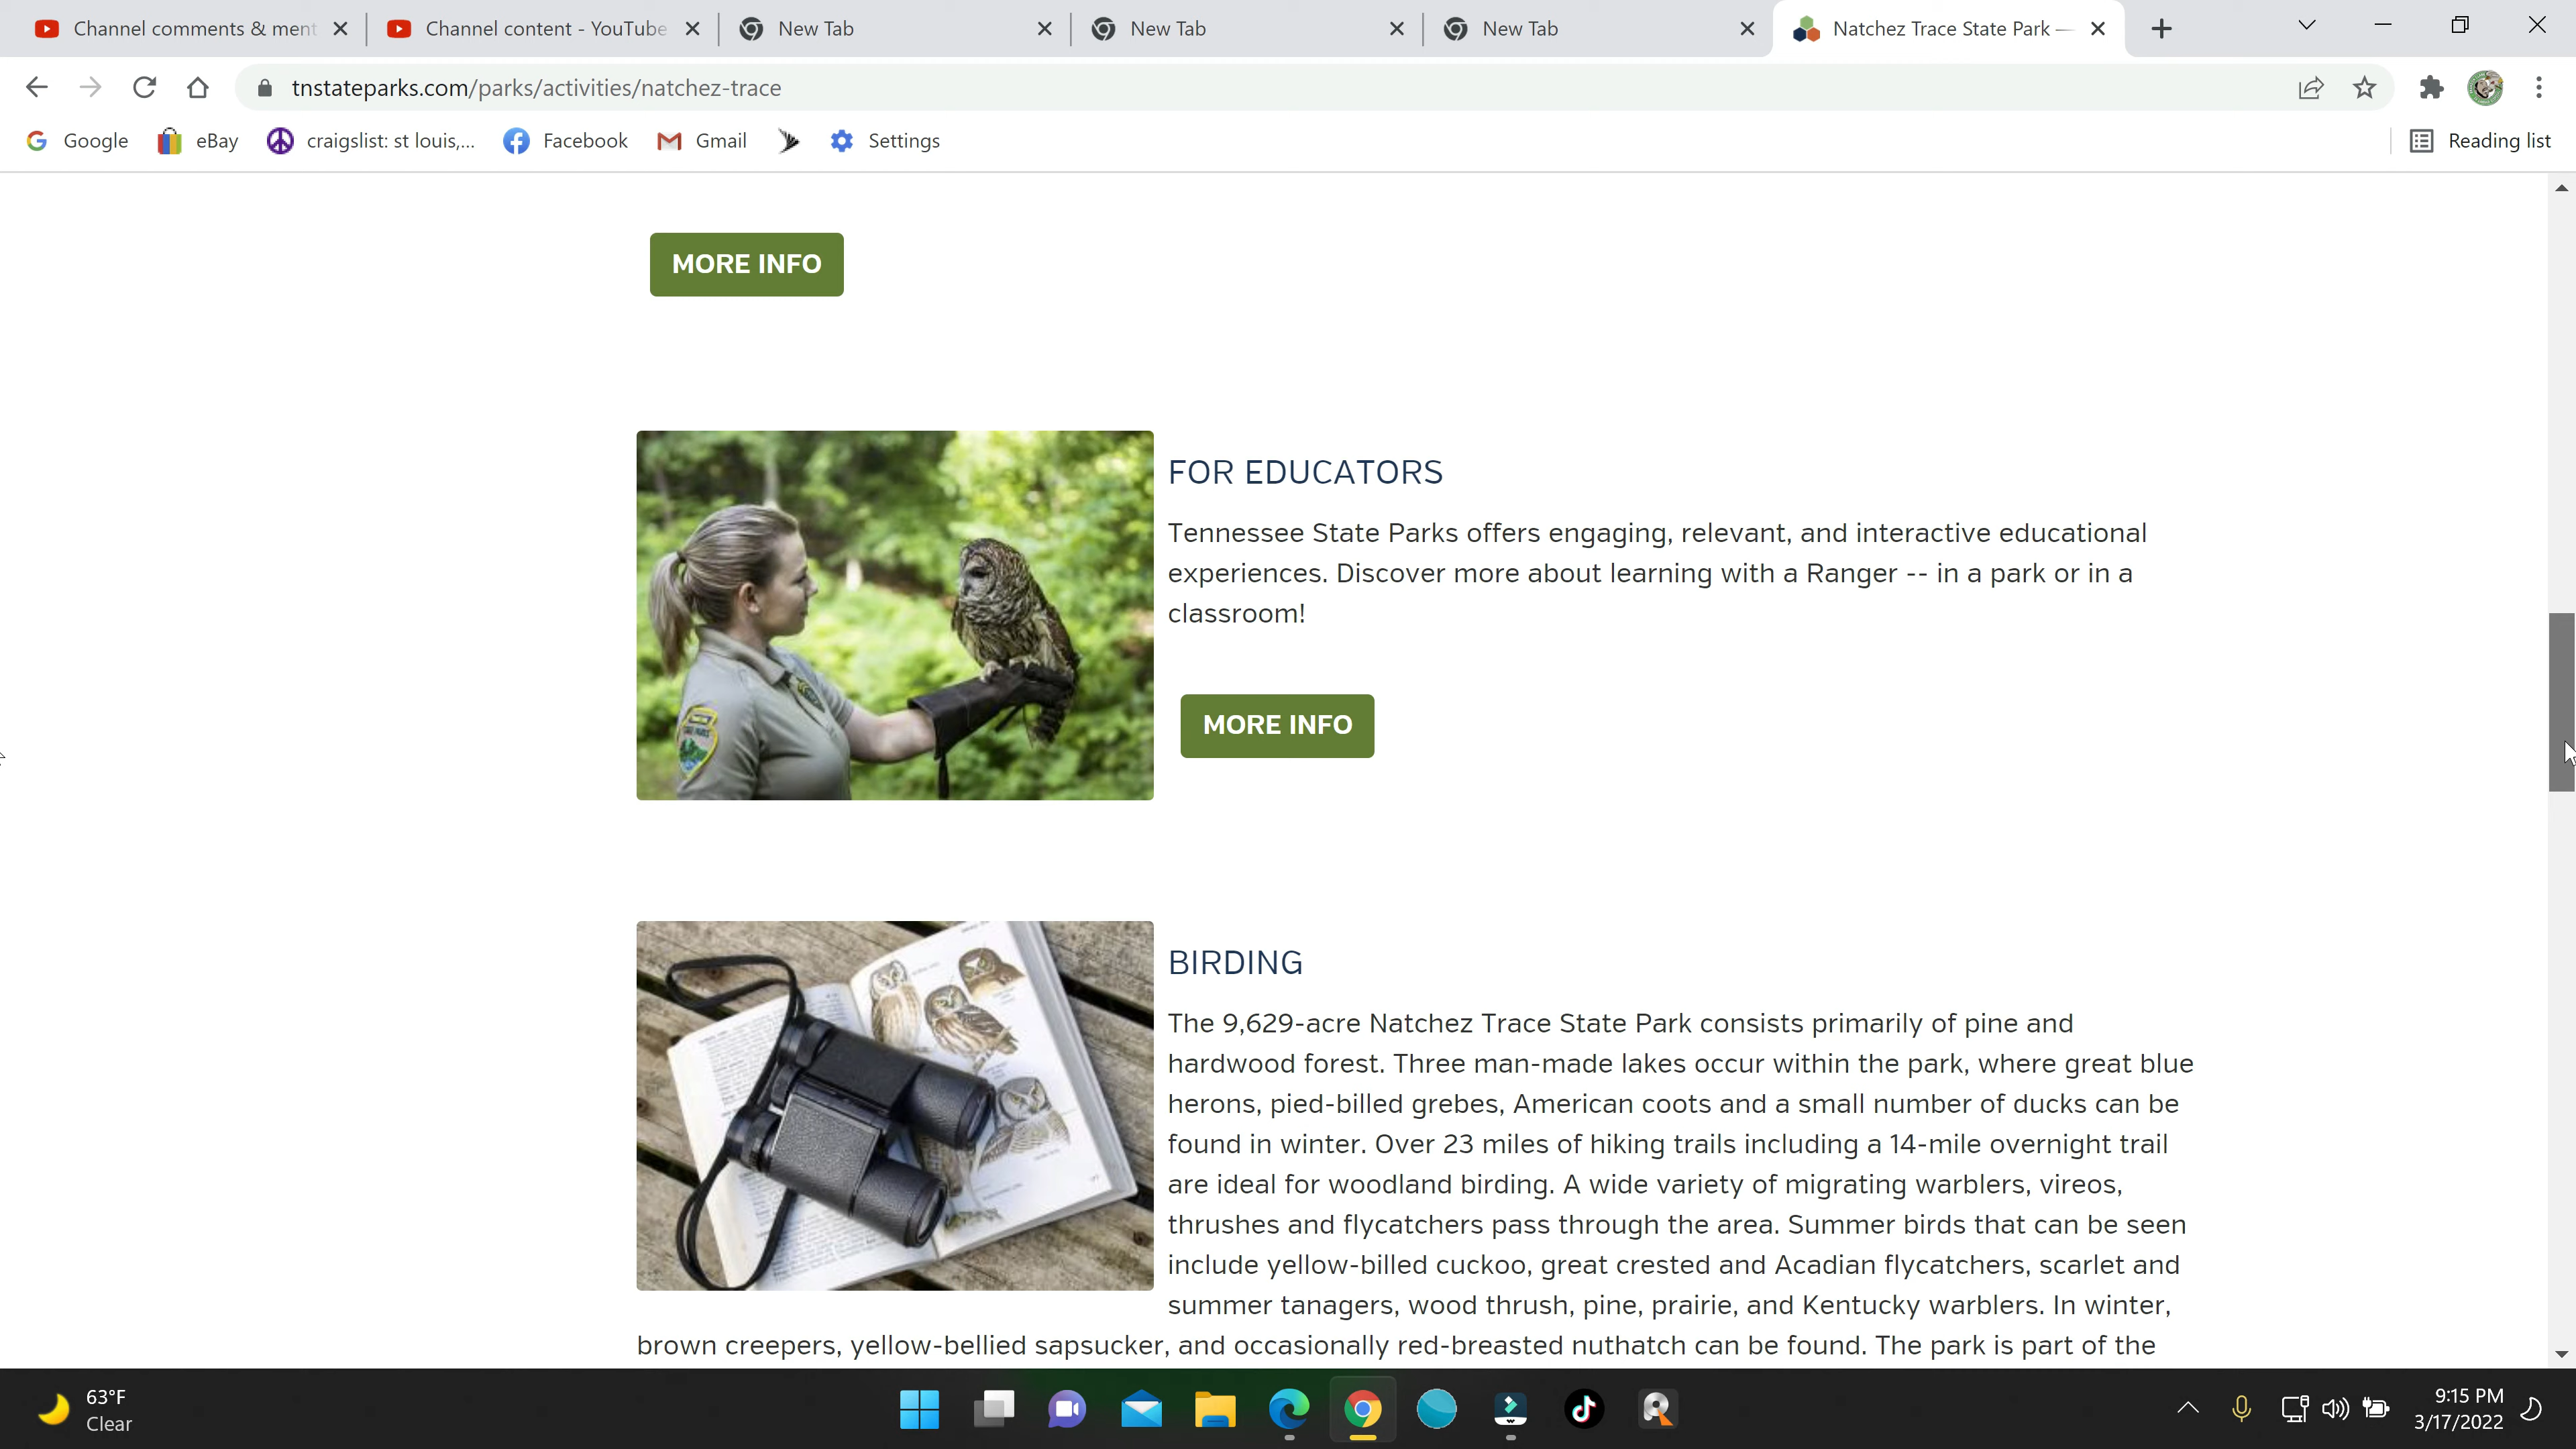 Channel comments & ment
Channel content - YouTube
New Tab
New Tab
New Tab
Natchez Trace State Park —
tnstateparks.com/parks/activities/natchez-trace
Google
eBay
craigslist: st louis,...
Facebook
Gmail
Settings
Reading list
MORE INFO
FOR EDUCATORS
Tennessee State Parks offers engaging, relevant, and interactive educational
experiences. Discover more about learning with a Ranger -- in a park or in a
classroom!
MORE INFO
BIRDING
The 9,629-acre Natchez Trace State Park consists primarily of pine and
hardwood forest. Three man-made lakes occur within the park, where great blue
herons, pied-billed grebes, American coots and a small number of ducks can be
found in winter. Over 23 miles of hiking trails including a 14-mile overnight trail
are ideal for woodland birding. A wide variety of migrating warblers, vireos,
thrushes and flycatchers pass through the area. Summer birds that can be seen
include yellow-billed cuckoo, great crested and Acadian flycatchers, scarlet and
summer tanagers, wood thrush, pine, prairie, and Kentucky warblers. In winter,
brown creepers, yellow-bellied sapsucker, and occasionally red-breasted nuthatch can be found. The park is part of the
63°F
Clear
9:15 PM
3/17/2022